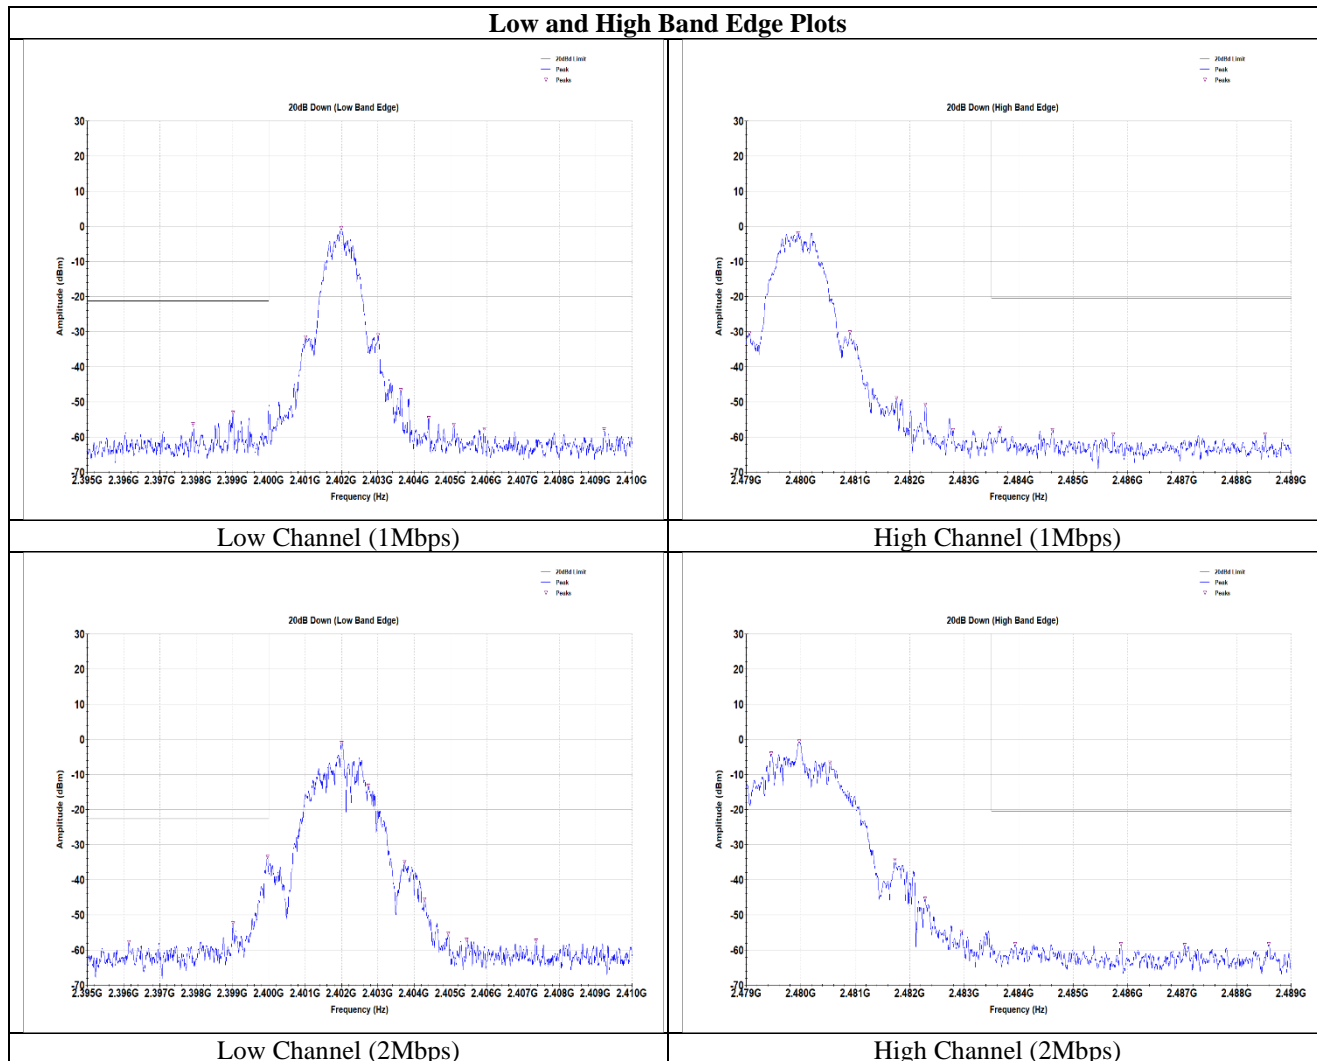 Low and High Band Edge Plots
20dBd Limit
Peak
Peaks
20dB Down (Low Band Edge)
30
20
10
0
-10
-20
-30
-40
-50
-60
-70
Amplitude (dBm)
2.395G 2.396G 2.397G 2.398G 2.399G 2.400G 2.401G 2.402G 2.403G 2.404G 2.405G 2.406G 2.407G 2.408G 2.409G 2.410G
Frequency (Hz)
Low Channel (1Mbps)
20dBd Limit
Peak
Peaks
20dB Down (High Band Edge)
30
20
10
0
-10
-20
-30
-40
-50
-60
-70
Amplitude (dBm)
2.479G 2.480G 2.481G 2.482G 2.483G 2.484G 2.485G 2.486G 2.487G 2.488G 2.489G
Frequency (Hz)
High Channel (1Mbps)
20dBd Limit
Peak
Peaks
20dB Down (Low Band Edge)
30
20
10
0
-10
-20
-30
-40
-50
-60
-70
Amplitude (dBm)
2.395G 2.396G 2.397G 2.398G 2.399G 2.400G 2.401G 2.402G 2.403G 2.404G 2.405G 2.406G 2.407G 2.408G 2.409G 2.410G
Frequency (Hz)
Low Channel (2Mbps)
20dBd Limit
Peak
Peaks
20dB Down (High Band Edge)
30
20
10
0
-10
-20
-30
-40
-50
-60
-70
Amplitude (dBm)
2.479G 2.480G 2.481G 2.482G 2.483G 2.484G 2.485G 2.486G 2.487G 2.488G 2.489G
Frequency (Hz)
High Channel (2Mbps)